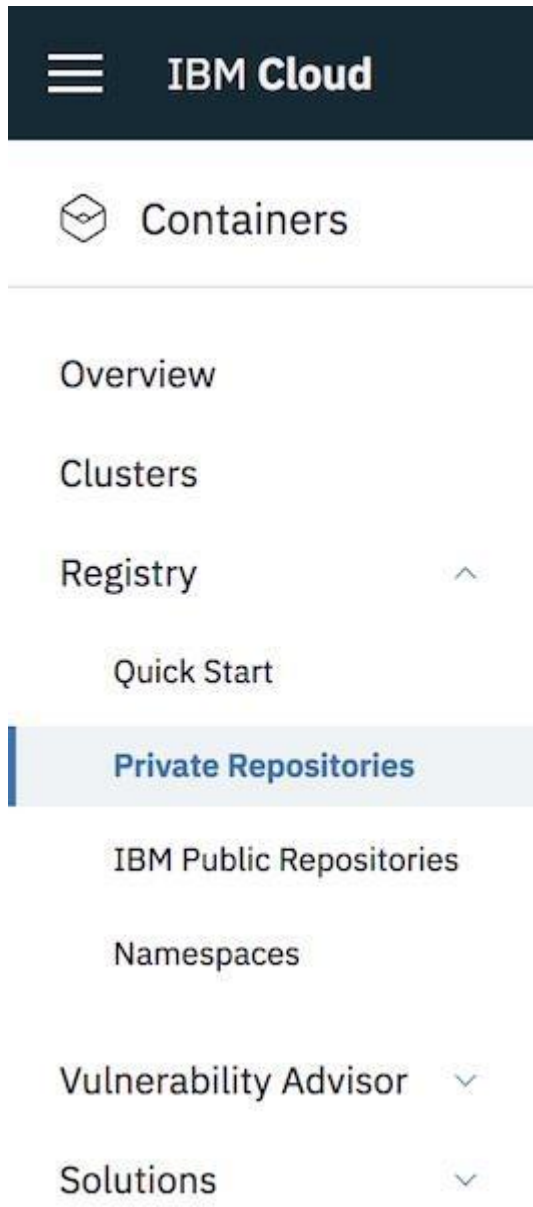 IBM Cloud
Containers
Overview
Clusters
Registry
Quick Start
Private Repositories
IBM Public Repositories
Namespaces
Vulnerability Advisor
Solutions